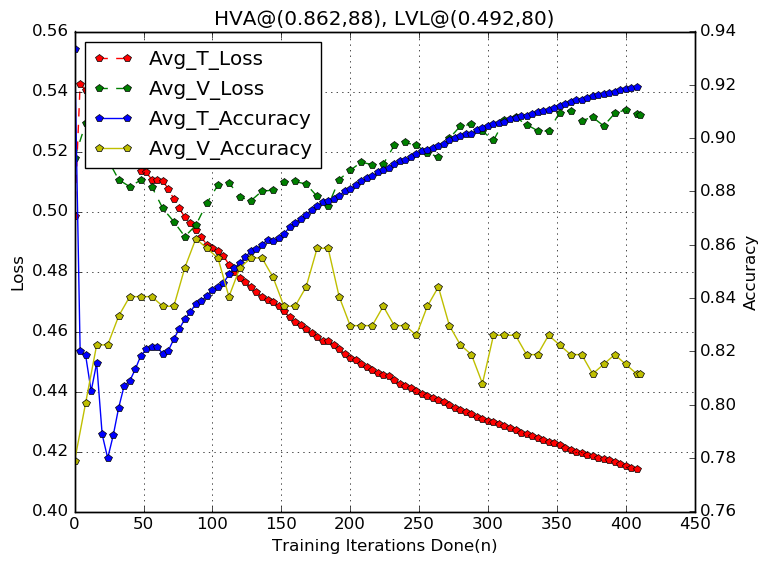 HVA@(0.862,88), LVL@(0.492,80)
Avg_T_Loss
Avg_V_Loss
Avg_T_Accuracy
Avg_V_Accuracy
0.56
0.54
0.52
0.50
0.48
0.46
0.44
0.42
0.40
Loss
0.94
0.92
0.90
0.88
0.86
0.84
0.82
0.80
0.78
0.76
Accuracy
0 50 100 150 200 250 300 350 400 450
Training Iterations Done(n)